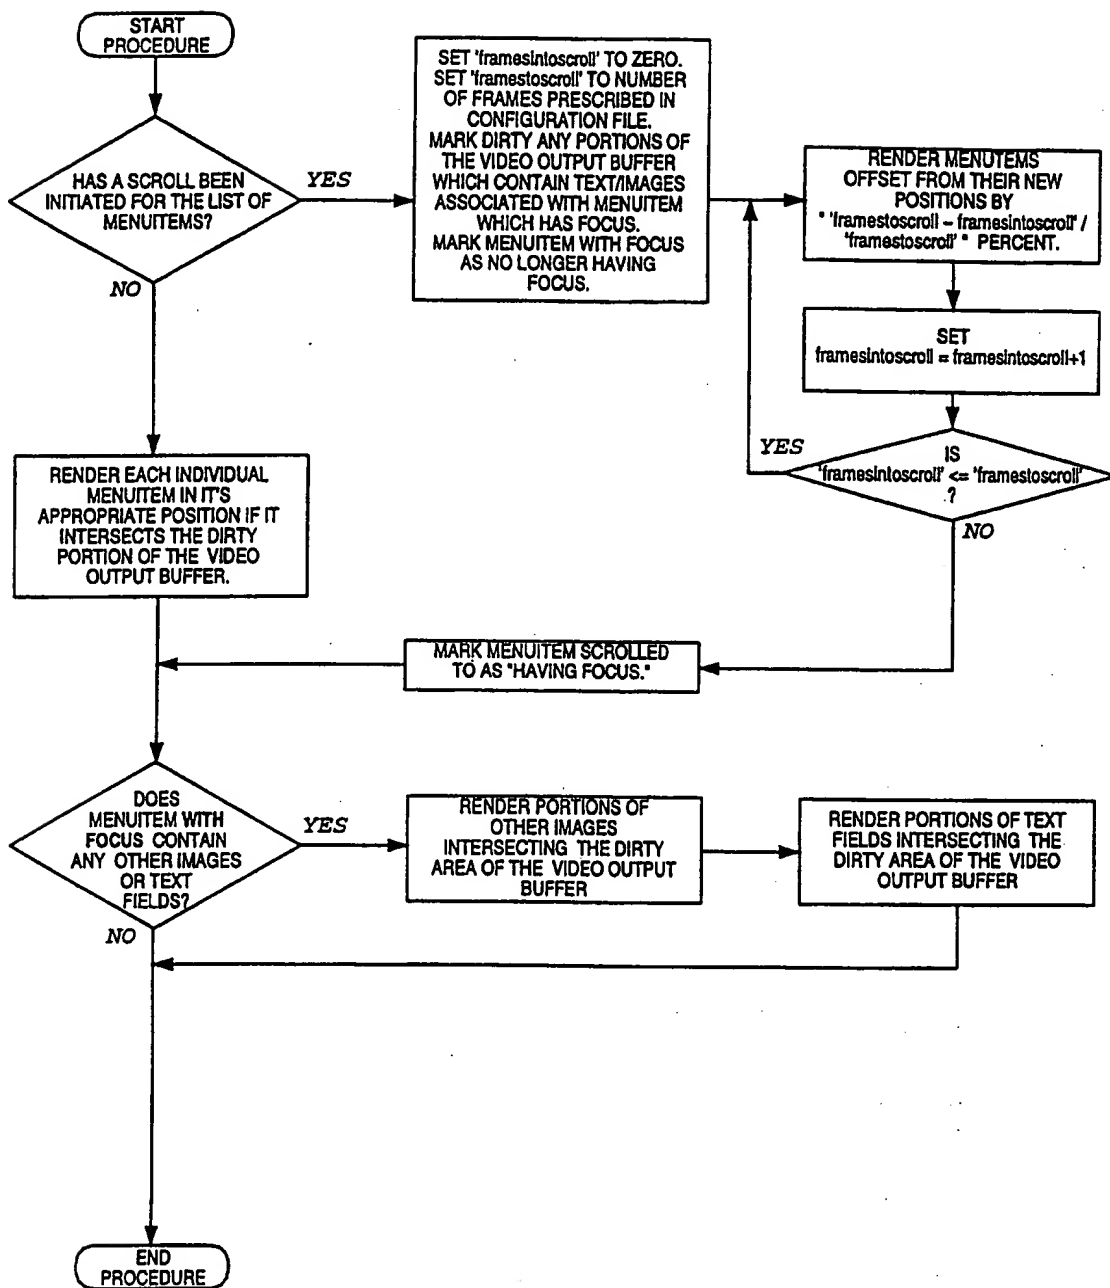 START
PROCEDURE
HAS A SCROLL BEEN
INITIATED FOR THE LIST OF
MENUITEMS?
YES
NO
SET 'framesintoscroll' TO ZERO.
SET 'framestoscroll' TO NUMBER
OF FRAMES PRESCRIBED IN
CONFIGURATION FILE.
MARK DIRTY ANY PORTIONS OF
THE VIDEO OUTPUT BUFFER
WHICH CONTAIN TEXT/IMAGES
ASSOCIATED WITH MENUITEM
WHICH HAS FOCUS.
MARK MENUITEM WITH FOCUS
AS NO LONGER HAVING
FOCUS.
RENDER MENUTEMS
OFFSET FROM THEIR NEW
POSITIONS BY
" 'framestoscroll – framesintoscroll' /
'framestoscroll' " PERCENT.
SET
framesintoscroll = framesintoscroll+1
IS
'framesintoscroll' <= 'framestoscroll'
?
YES
NO
RENDER EACH INDIVIDUAL
MENUITEM IN IT'S
APPROPRIATE POSITION IF IT
INTERSECTS THE DIRTY
PORTION OF THE VIDEO
OUTPUT BUFFER.
MARK MENUITEM SCROLLED
TO AS "HAVING FOCUS."
DOES
MENUITEM WITH
FOCUS CONTAIN
ANY OTHER IMAGES
OR TEXT
FIELDS?
YES
NO
RENDER PORTIONS OF
OTHER IMAGES
INTERSECTING THE DIRTY
AREA OF THE VIDEO OUTPUT
BUFFER
RENDER PORTIONS OF TEXT
FIELDS INTERSECTING THE
DIRTY AREA OF THE VIDEO
OUTPUT BUFFER
END
PROCEDURE